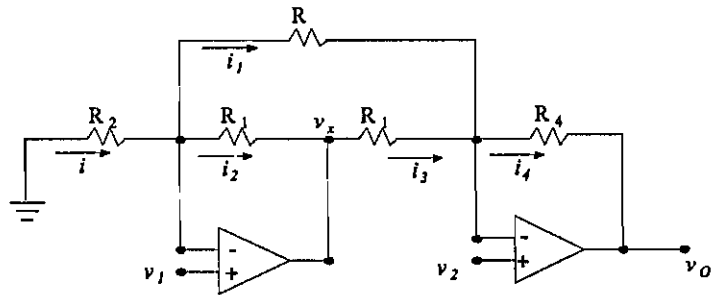 R
i1
R2
R1
vx
R1
R4
i
i2
i3
i4
-
+
v1
-
+
v2
vO